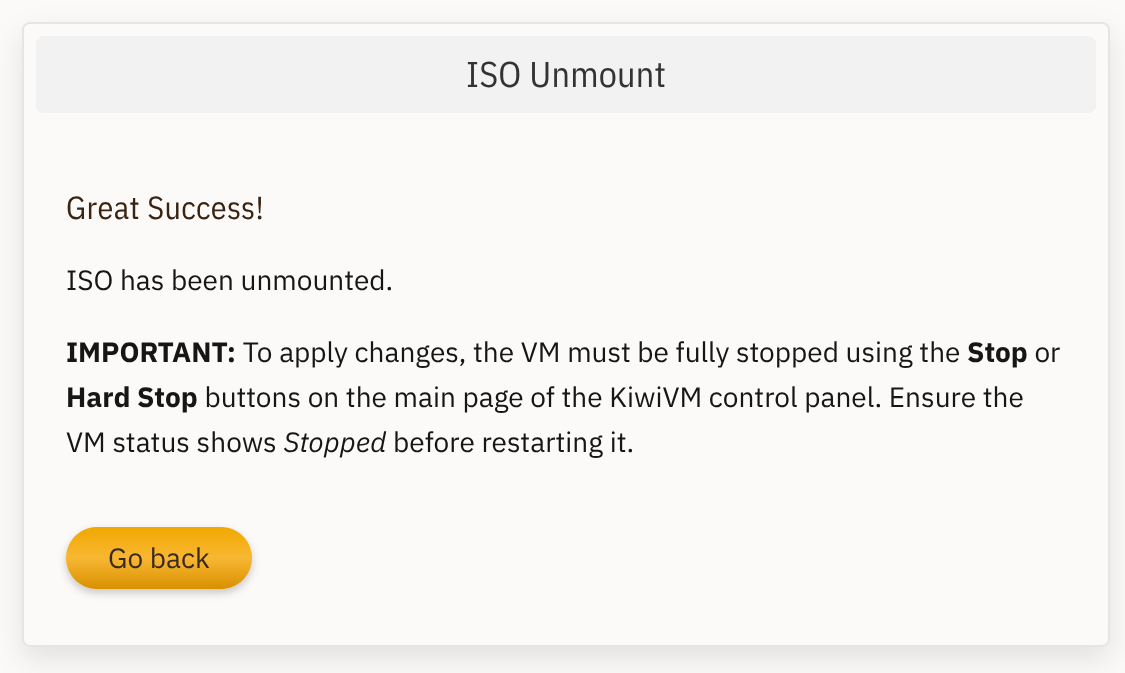 ISO Unmount
Great Success!
ISO has been unmounted.
IMPORTANT: To apply changes, the VM must be fully stopped using the Stop or
Hard Stop buttons on the main page of the KiwiVM control panel. Ensure the
VM status shows Stopped before restarting it.
Go back